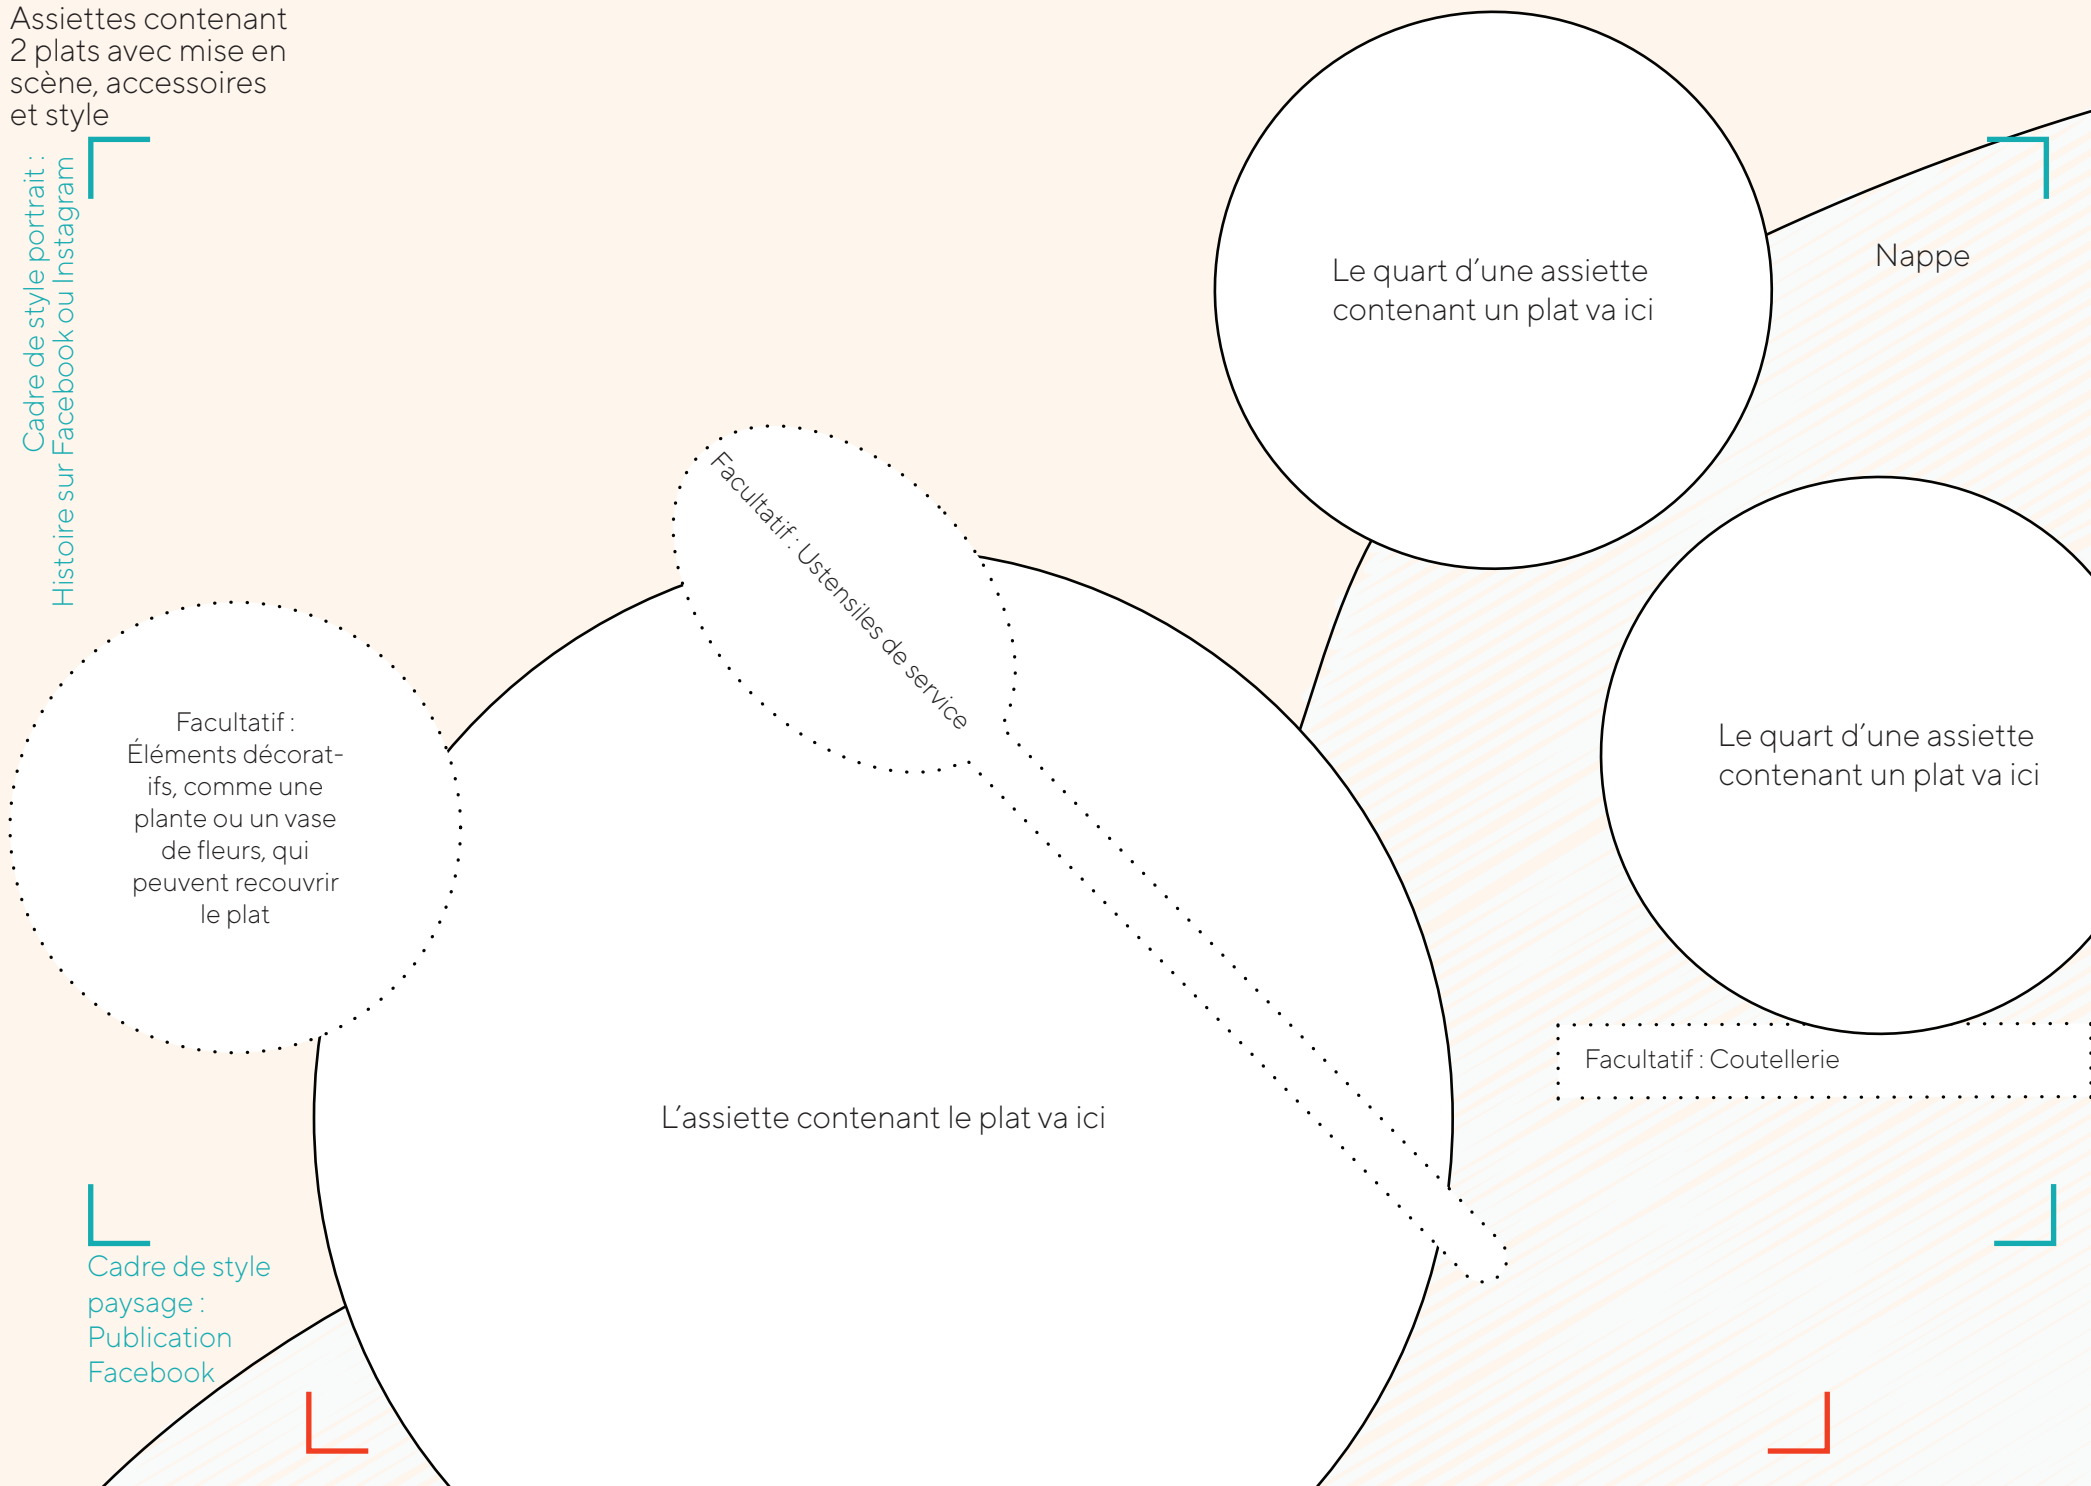 Assiettes contenant
2 plats avec mise en
scène, accessoires
et style
Cadre de style portrait :
Histoire sur Facebook ou Instagram
Le quart d’une assiette
contenant un plat va ici
Nappe
Facultatif : Ustensiles de service
Facultatif :
Éléments décorat-
ifs, comme une
plante ou un vase
de fleurs, qui
peuvent recouvrir
le plat
Le quart d’une assiette
contenant un plat va ici
Facultatif : Coutellerie
L’assiette contenant le plat va ici
Cadre de style
paysage :
Publication
Facebook